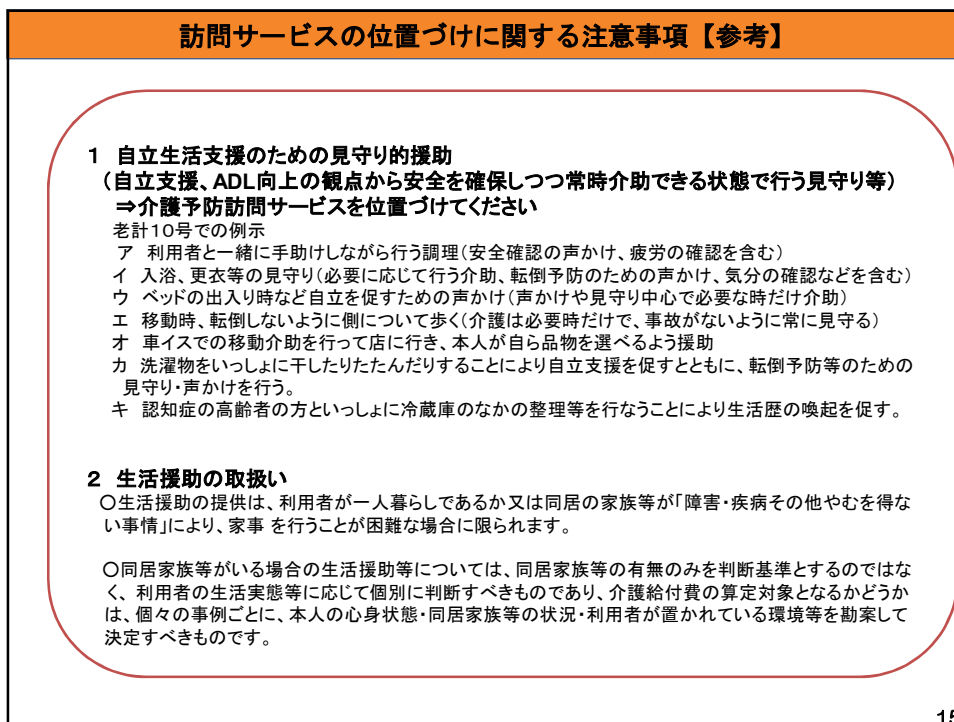 訪問サービスの位置づけに関する注意事項【参考】
1 自立生活支援のための見守り的援助
(自立支援、ADL向上の観点から安全を確保しつつ常時介助できる状態で行う見守り等)
⇒介護予防訪問サービスを位置づけてください
老計10号での例示
ア 利用者と一緒に手助けしながら行う調理(安全確認の声かけ、疲労の確認を含む)
イ 入浴、更衣等の見守り(必要に応じて行う介助、転倒予防のための声かけ、気分の確認などを含む)
ウ ベッドの出入り時など自立を促すための声かけ(声かけや見守り中心で必要な時だけ介助)
エ 移動時、転倒しないように側について歩く(介護は必要時だけで、事故がないように常に見守る)
オ 車イスでの移動介助を行って店に行き、本人が自ら品物を選べるよう援助
カ 洗濯物をいっしょに干したりたたんだりすることにより自立支援を促すとともに、転倒予防等のための
見守り・声かけを行う。
キ 認知症の高齢者の方といっしょに冷蔵庫のなかの整理等を行なうことにより生活歴の喚起を促す。
2 生活援助の取扱い
○生活援助の提供は、利用者が一人暮らしであるか又は同居の家族等が「障害・疾病その他やむを得な
い事情」により、家事 を行うことが困難な場合に限られます。
○同居家族等がいる場合の生活援助等については、同居家族等の有無のみを判断基準とするのではな
く、 利用者の生活実態等に応じて個別に判断すべきものであり、介護給付費の算定対象となるかどうか
は、個々の事例ごとに、本人の心身状態・同居家族等の状況・利用者が置かれている環境等を勘案して
決定すべきものです。
15